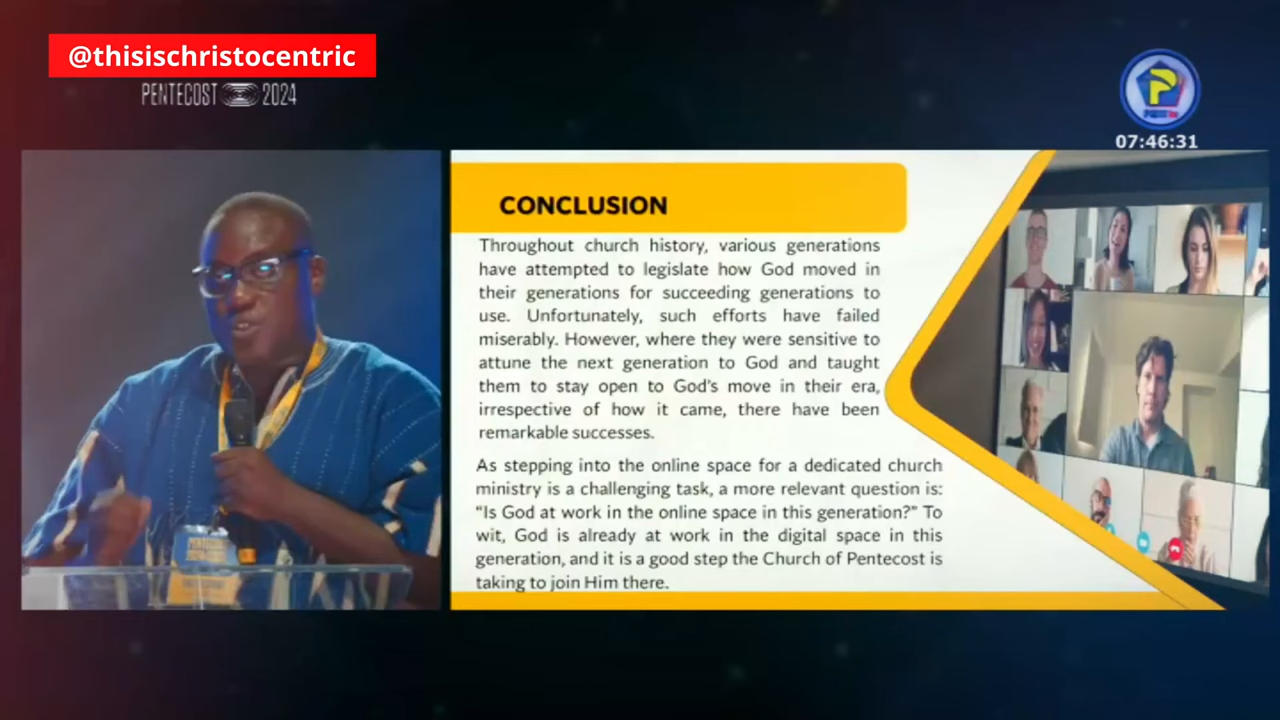 @thisischristocentric
PENTECOST 2024
P
07:46:31
CONCLUSION
Throughout church history, various generations
have attempted to legislate how God moved in
their generations for succeeding generations to
use. Unfortunately, such efforts have failed
miserably. However, where they were sensitive to
attune the next generation to God and taught
them to stay open to God's move in their era,
irrespective of how it came, there have been
remarkable successes.
As stepping into the online space for a dedicated church
ministry is a challenging task, a more relevant question is:
"Is God at work in the online space in this generation?" To
wit, God is already at work in the digital space in this
generation, and it is a good step the Church of Pentecost is
taking to join Him there.